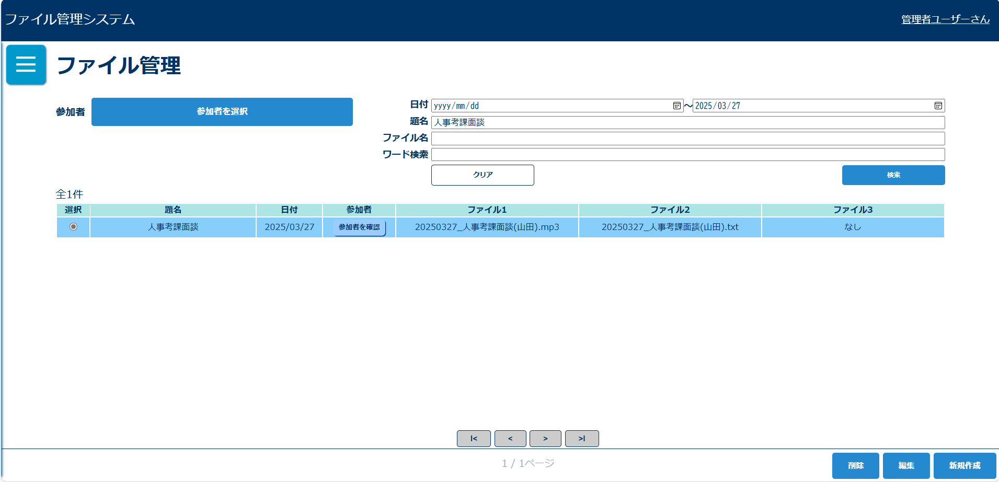 ファイル管理システム
管理者ユーザーさん
ファイル管理
参加者 参加者を選択
日付 yyyy/mm/dd ～ 2025/03/27
題名 人事考課面談
ファイル名
ワード検索
クリア 検索
全1件
選択 題名 日付 参加者 ファイル1 ファイル2 ファイル3
人事考課面談 2025/03/27 参加者を確認 20250327_人事考課面談(山田).mp3 20250327_人事考課面談(山田).txt なし
|< < > >|
1 / 1ページ
削除 編集 新規作成